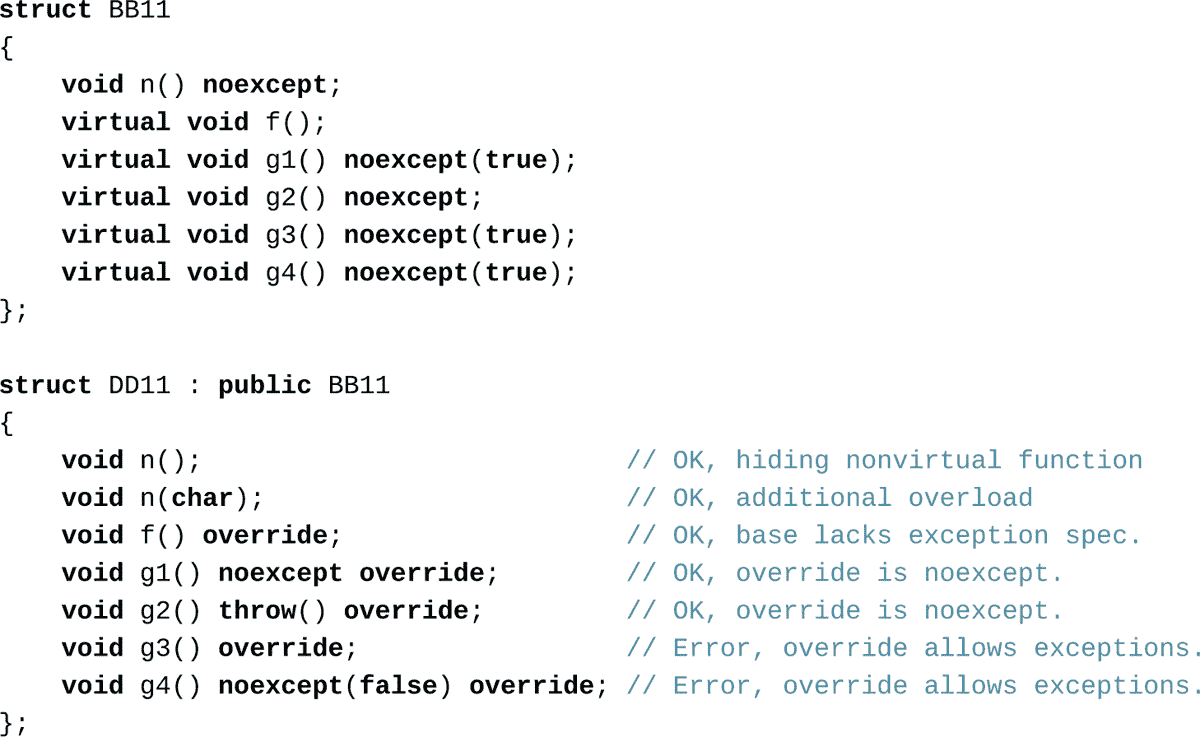 struct BB11
{
    void n() noexcept;
    virtual void f();
    virtual void g1() noexcept(true);
    virtual void g2() noexcept;
    virtual void g3() noexcept(true);
    virtual void g4() noexcept(true);
};

struct DD11 : public BB11
{
    void n();                           // OK, hiding nonvirtual function
    void n(char);                       // OK, additional overload
    void f() override;                  // OK, base lacks exception spec.
    void g1() noexcept override;        // OK, override is noexcept.
    void g2() throw() override;         // OK, override is noexcept.
    void g3() override;                 // Error, override allows exceptions.
    void g4() noexcept(false) override; // Error, override allows exceptions.
};